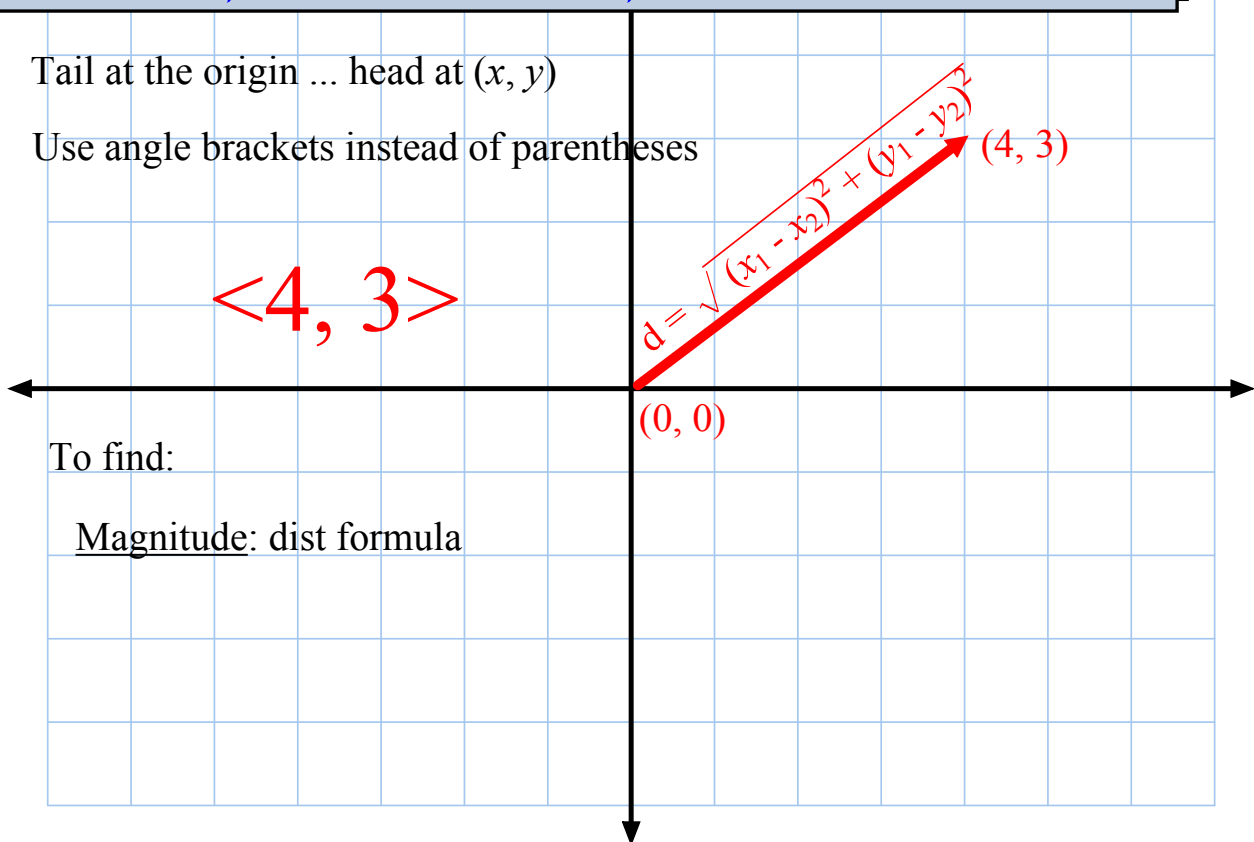 Tail at the origin ... head at (x, y)
Use angle brackets instead of parentheses
d = √(x₁ - x₂)² + (y₁ - y₂)²
(4, 3)
<4, 3>
(0, 0)
To find:
Magnitude: dist formula